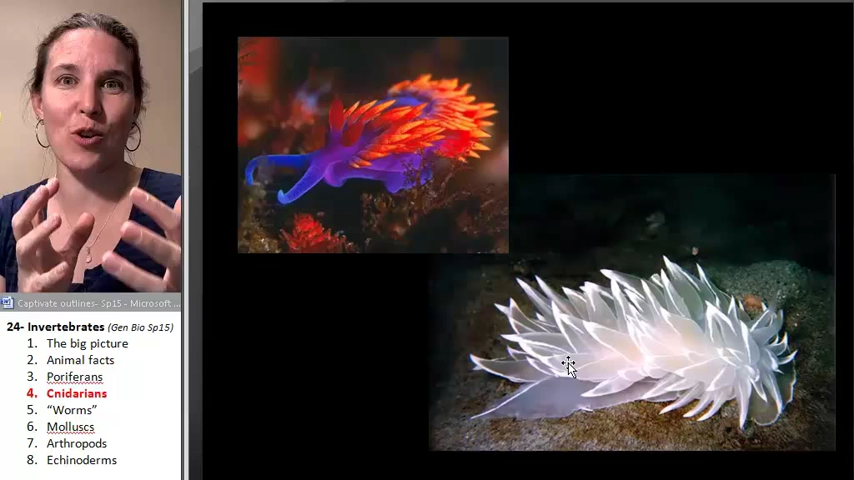 Captivate outlines- Sp15 - Microsoft ...
24- Invertebrates (Gen Bio Sp15)
1. The big picture
2. Animal facts
3. Poriferans
4. Cnidarians
5. “Worms”
6. Molluscs
7. Arthropods
8. Echinoderms